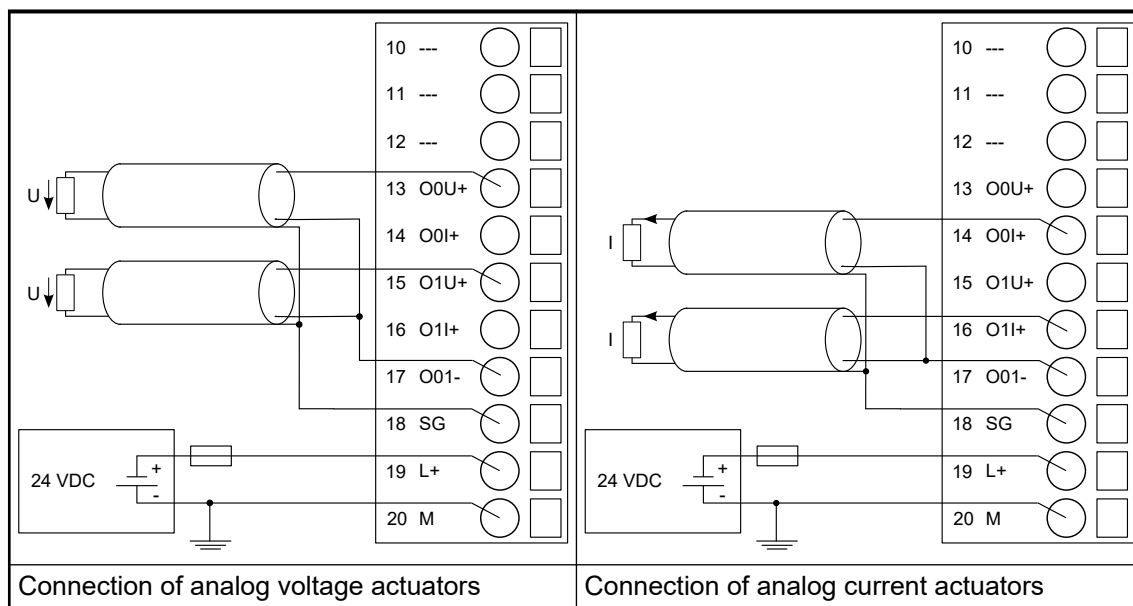 10 ---
11 ---
12 ---
13 O0U+
14 O0I+
15 O1U+
16 O1I+
17 O01-
18 SG
19 L+
20 M
U
U
24 VDC
+
-
Connection of analog voltage actuators
10 ---
11 ---
12 ---
13 O0U+
14 O0I+
15 O1U+
16 O1I+
17 O01-
18 SG
19 L+
20 M
I
I
24 VDC
+
-
Connection of analog current actuators